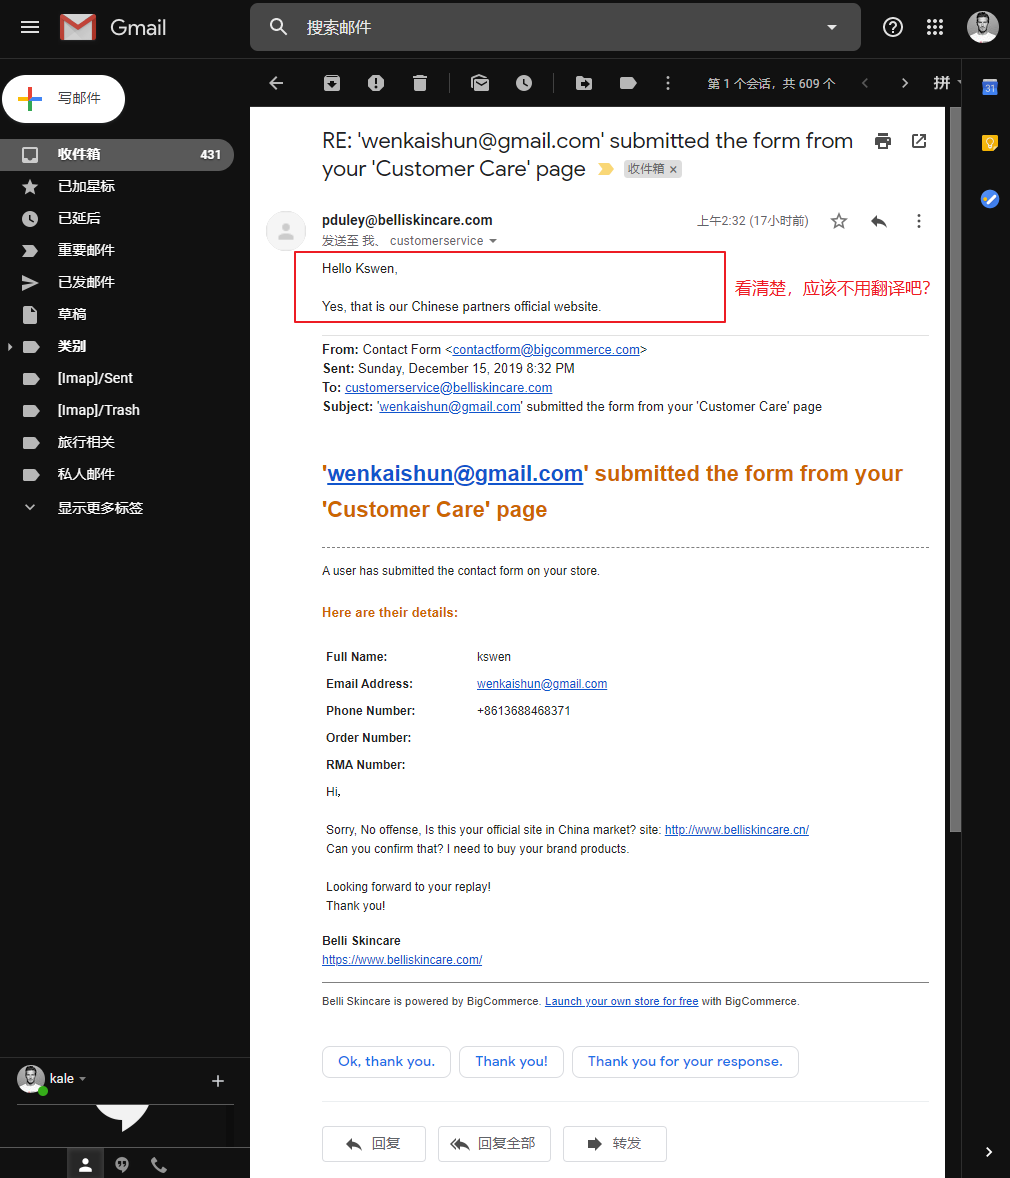 Gmail
搜索邮件
写邮件
第 1 个会话，共 609 个
拼
31
收件箱 431
已加星标
已延后
重要邮件
已发邮件
草稿
类别
[Imap]/Sent
[Imap]/Trash
旅行相关
私人邮件
显示更多标签
RE: 'wenkaishun@gmail.com' submitted the form from
your 'Customer Care' page 收件箱 ×
pduley@belliskincare.com 上午2:32 (17小时前)
发送至 我、 customerservice
Hello Kswen,
看清楚，应该不用翻译吧?
Yes, that is our Chinese partners official website.
From: Contact Form <contactform@bigcommerce.com>
Sent: Sunday, December 15, 2019 8:32 PM
To: customerservice@belliskincare.com
Subject: 'wenkaishun@gmail.com' submitted the form from your 'Customer Care' page
'wenkaishun@gmail.com' submitted the form from your
'Customer Care' page
A user has submitted the contact form on your store.
Here are their details:
Full Name: kswen
Email Address: wenkaishun@gmail.com
Phone Number: +8613688468371
Order Number:
RMA Number:
Hi,
Sorry, No offense, Is this your official site in China market? site: http://www.belliskincare.cn/
Can you confirm that? I need to buy your brand products.
Looking forward to your replay!
Thank you!
Belli Skincare
https://www.belliskincare.com/
Belli Skincare is powered by BigCommerce. Launch your own store for free with BigCommerce.
Ok, thank you. Thank you! Thank you for your response.
kale
回复 回复全部 转发